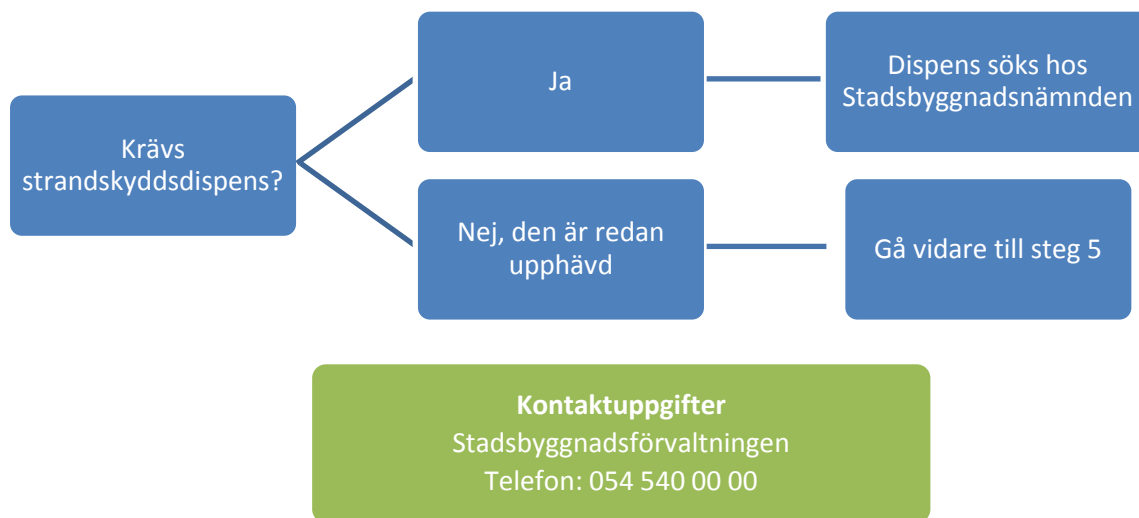 Krävs
strandskyddsdispens?
Ja
Dispens söks hos
Stadsbyggnadsnämnden
Nej, den är redan
upphävd
Gå vidare till steg 5
Kontaktuppgifter
Stadsbyggnadsförvaltningen
Telefon: 054 540 00 00